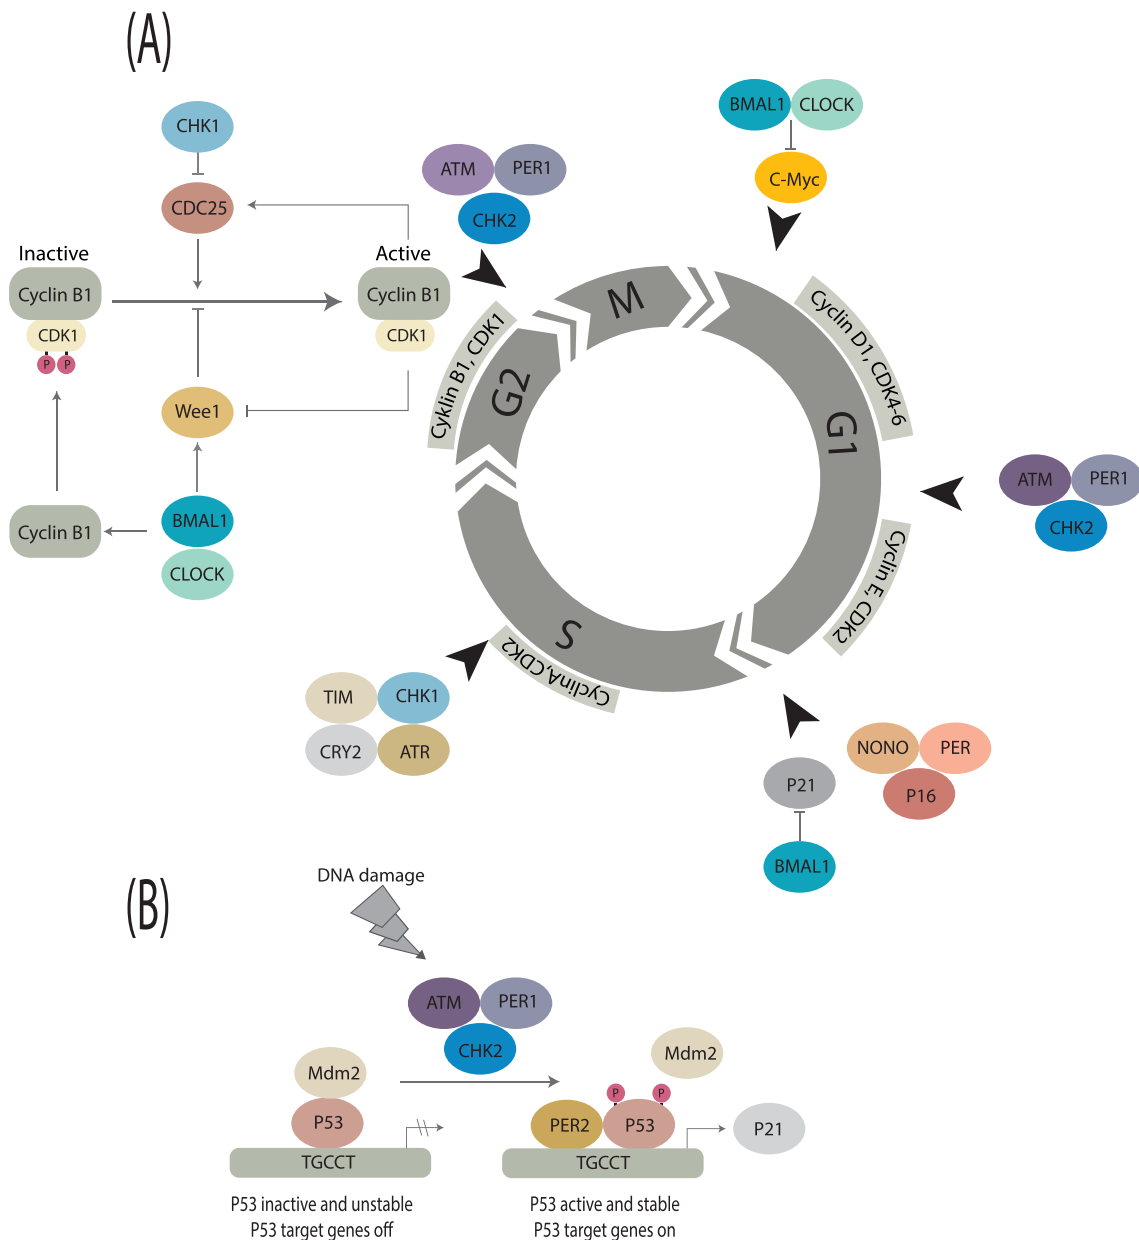 (A)
BMAL1
CLOCK
C-Myc
CHK1
CDC25
ATM
PER1
CHK2
Inactive
Cyclin B1
CDK1
P
P
Active
Cyclin B1
CDK1
Wee1
Cyclin B1
BMAL1
CLOCK
M
G1
S
G2
Cyklin B1, CDK1
Cyclin D1, CDK4-6
Cyclin E, CDK2
CyclinA,CDK2
ATM
PER1
CHK2
TIM
CHK1
CRY2
ATR
NONO
PER
P16
P21
BMAL1
(B)
DNA damage
ATM
PER1
CHK2
Mdm2
P53
TGCCT
Mdm2
P
P
PER2
P53
TGCCT
P21
P53 inactive and unstable
P53 target genes off
P53 active and stable
P53 target genes on